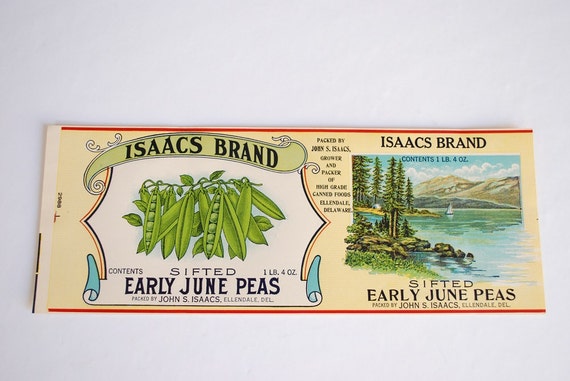 2988
ISAACS BRAND
CONTENTS 1 LB. 4 OZ.
SIFTED
EARLY JUNE PEAS
PACKED BY JOHN S. ISAACS, ELLENDALE, DEL.
PACKED BY
JOHN S. ISAACS,
GROWER
AND
PACKER
OF
HIGH GRADE
CANNED FOODS
ELLENDALE,
DELAWARE.
ISAACS BRAND
CONTENTS 1 LB. 4 OZ.
SIFTED
EARLY JUNE PEAS
PACKED BY JOHN S. ISAACS, ELLENDALE, DEL.